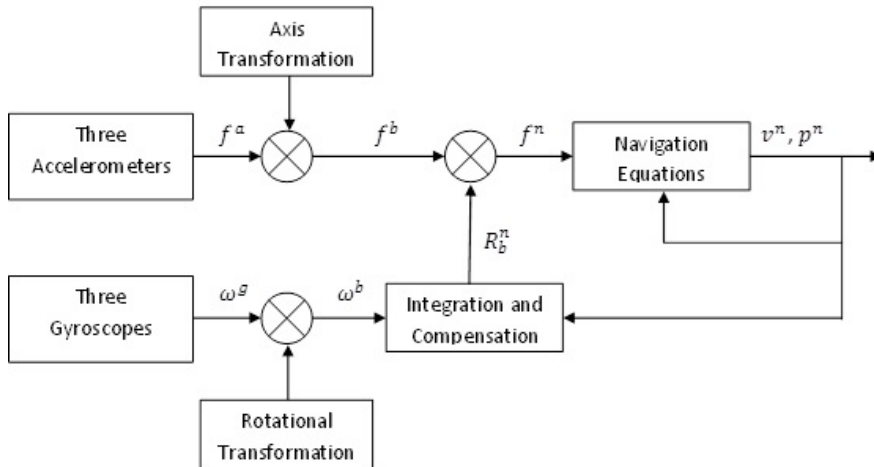 Axis
Transformation
Three
Accelerometers
f^a
f^b
f^n
Navigation
Equations
v^n, p^n
R_b^n
Three
Gyroscopes
ω^g
ω^b
Integration and
Compensation
Rotational
Transformation